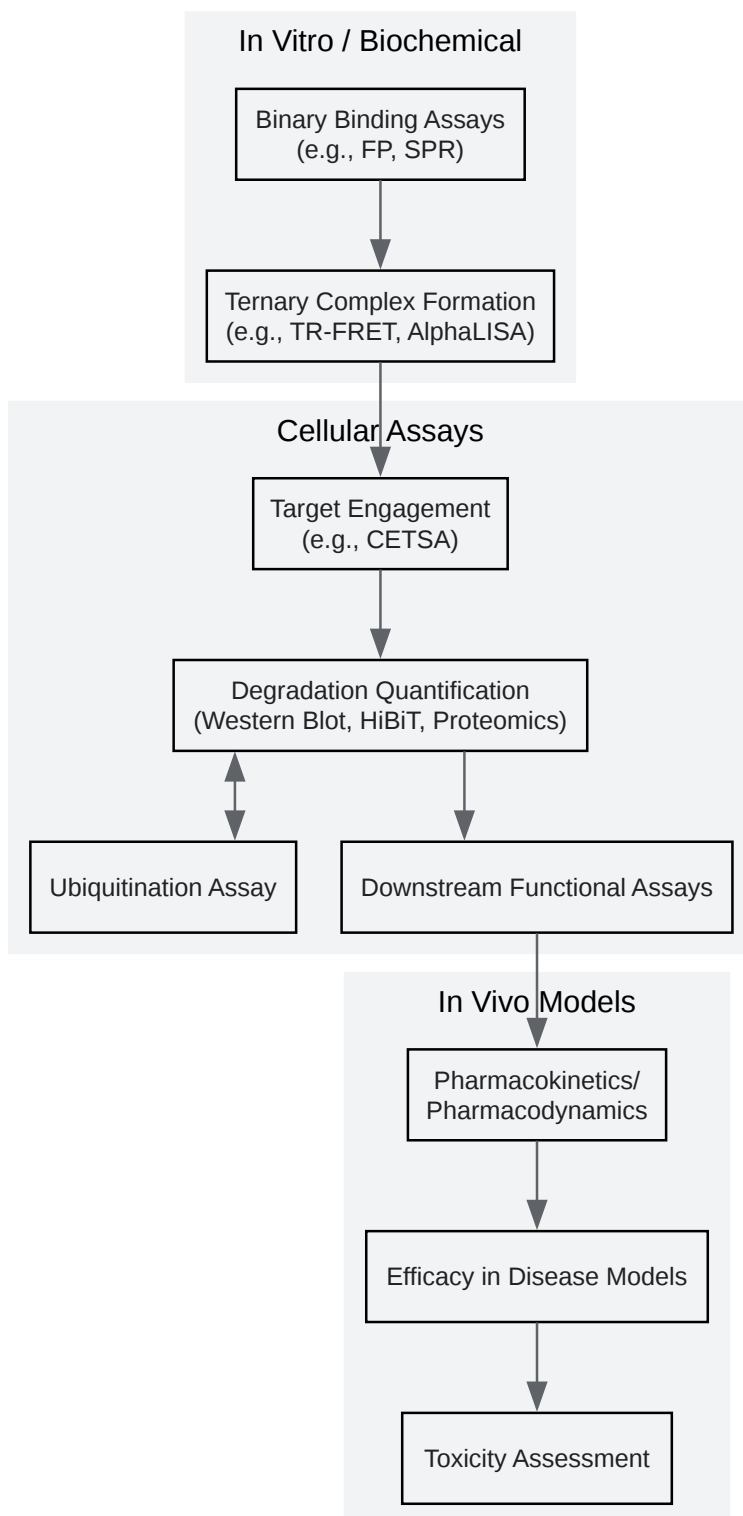 In Vitro / Biochemical
Binary Binding Assays
(e.g., FP, SPR)
Ternary Complex Formation
(e.g., TR-FRET, AlphaLISA)
Cellular Assays
Target Engagement
(e.g., CETSA)
Degradation Quantification
(Western Blot, HiBiT, Proteomics)
Ubiquitination Assay
Downstream Functional Assays
In Vivo Models
Pharmacokinetics/
Pharmacodynamics
Efficacy in Disease Models
Toxicity Assessment